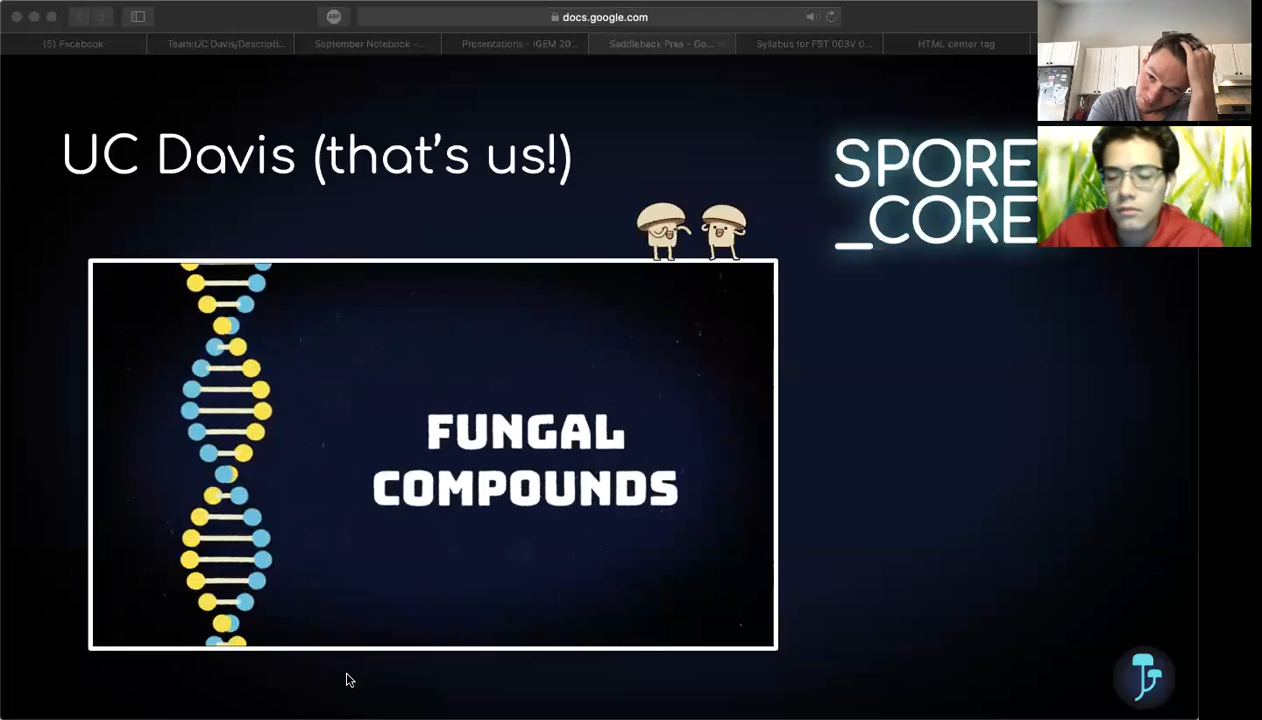 docs.google.com
(5) Facebook
Team:UC Davis/Descripti...
September Notebook -...
Presentations - iGEM 20...
Saddleback Pres - Go...
Syllabus for FST 003V 0...
HTML center tag
UC Davis (that's us!)
SPORE
_CORE
FUNGAL
COMPOUNDS